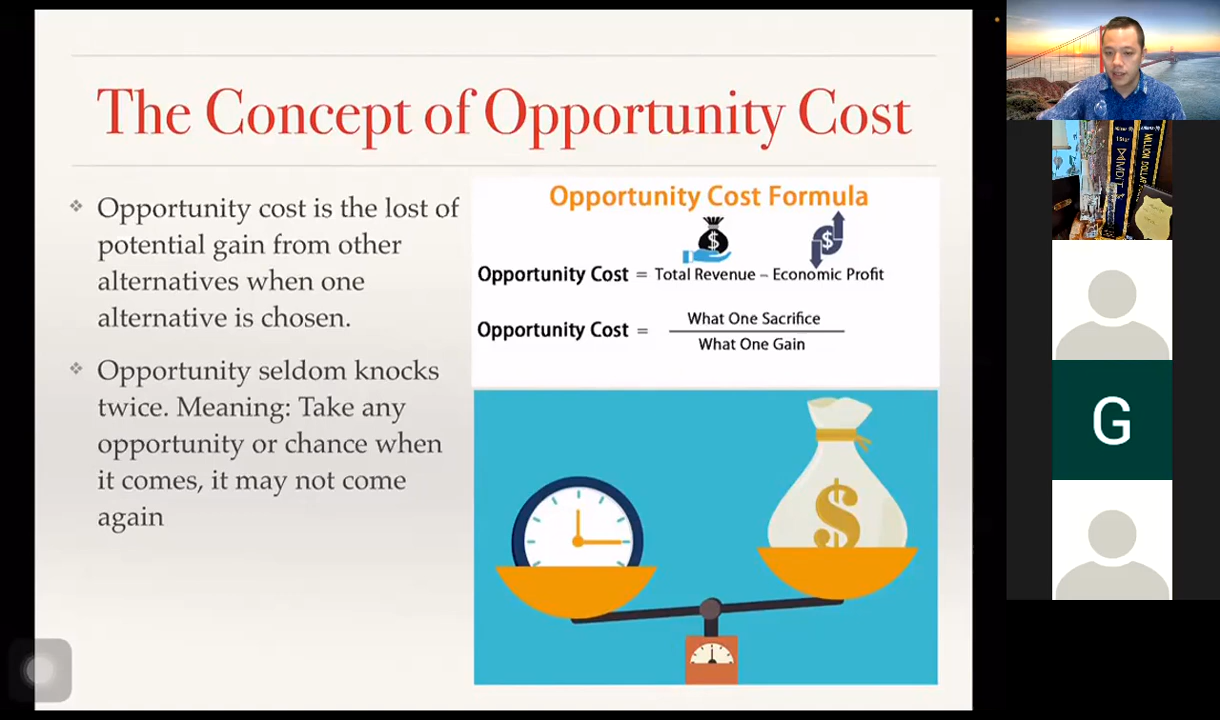 The Concept of Opportunity Cost
Opportunity cost is the lost of
potential gain from other
alternatives when one
alternative is chosen.
Opportunity seldom knocks
twice. Meaning: Take any
opportunity or chance when
it comes, it may not come
again
Opportunity Cost Formula
$
$
Opportunity Cost = Total Revenue – Economic Profit
Opportunity Cost =
What One Sacrifice
What One Gain
$
MILLION DOLLAR
G